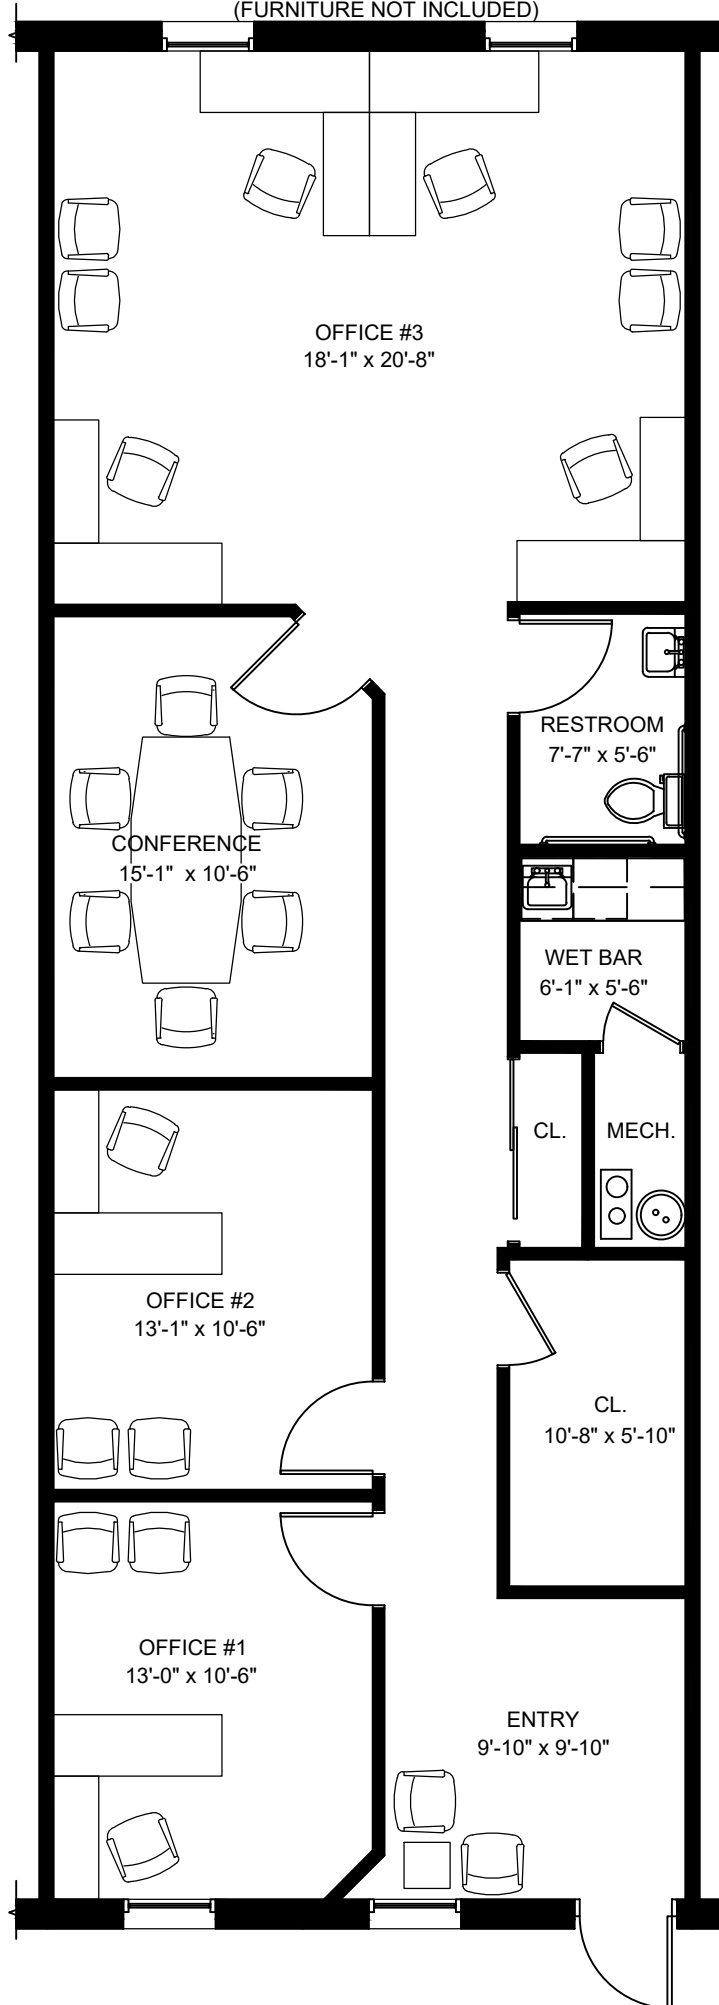 (FURNITURE NOT INCLUDED)
OFFICE #3
18'-1" x 20'-8"
RESTROOM
7'-7" x 5'-6"
CONFERENCE
15'-1" x 10'-6"
WET BAR
6'-1" x 5'-6"
CL.
MECH.
OFFICE #2
13'-1" x 10'-6"
CL.
10'-8" x 5'-10"
OFFICE #1
13'-0" x 10'-6"
ENTRY
9'-10" x 9'-10"